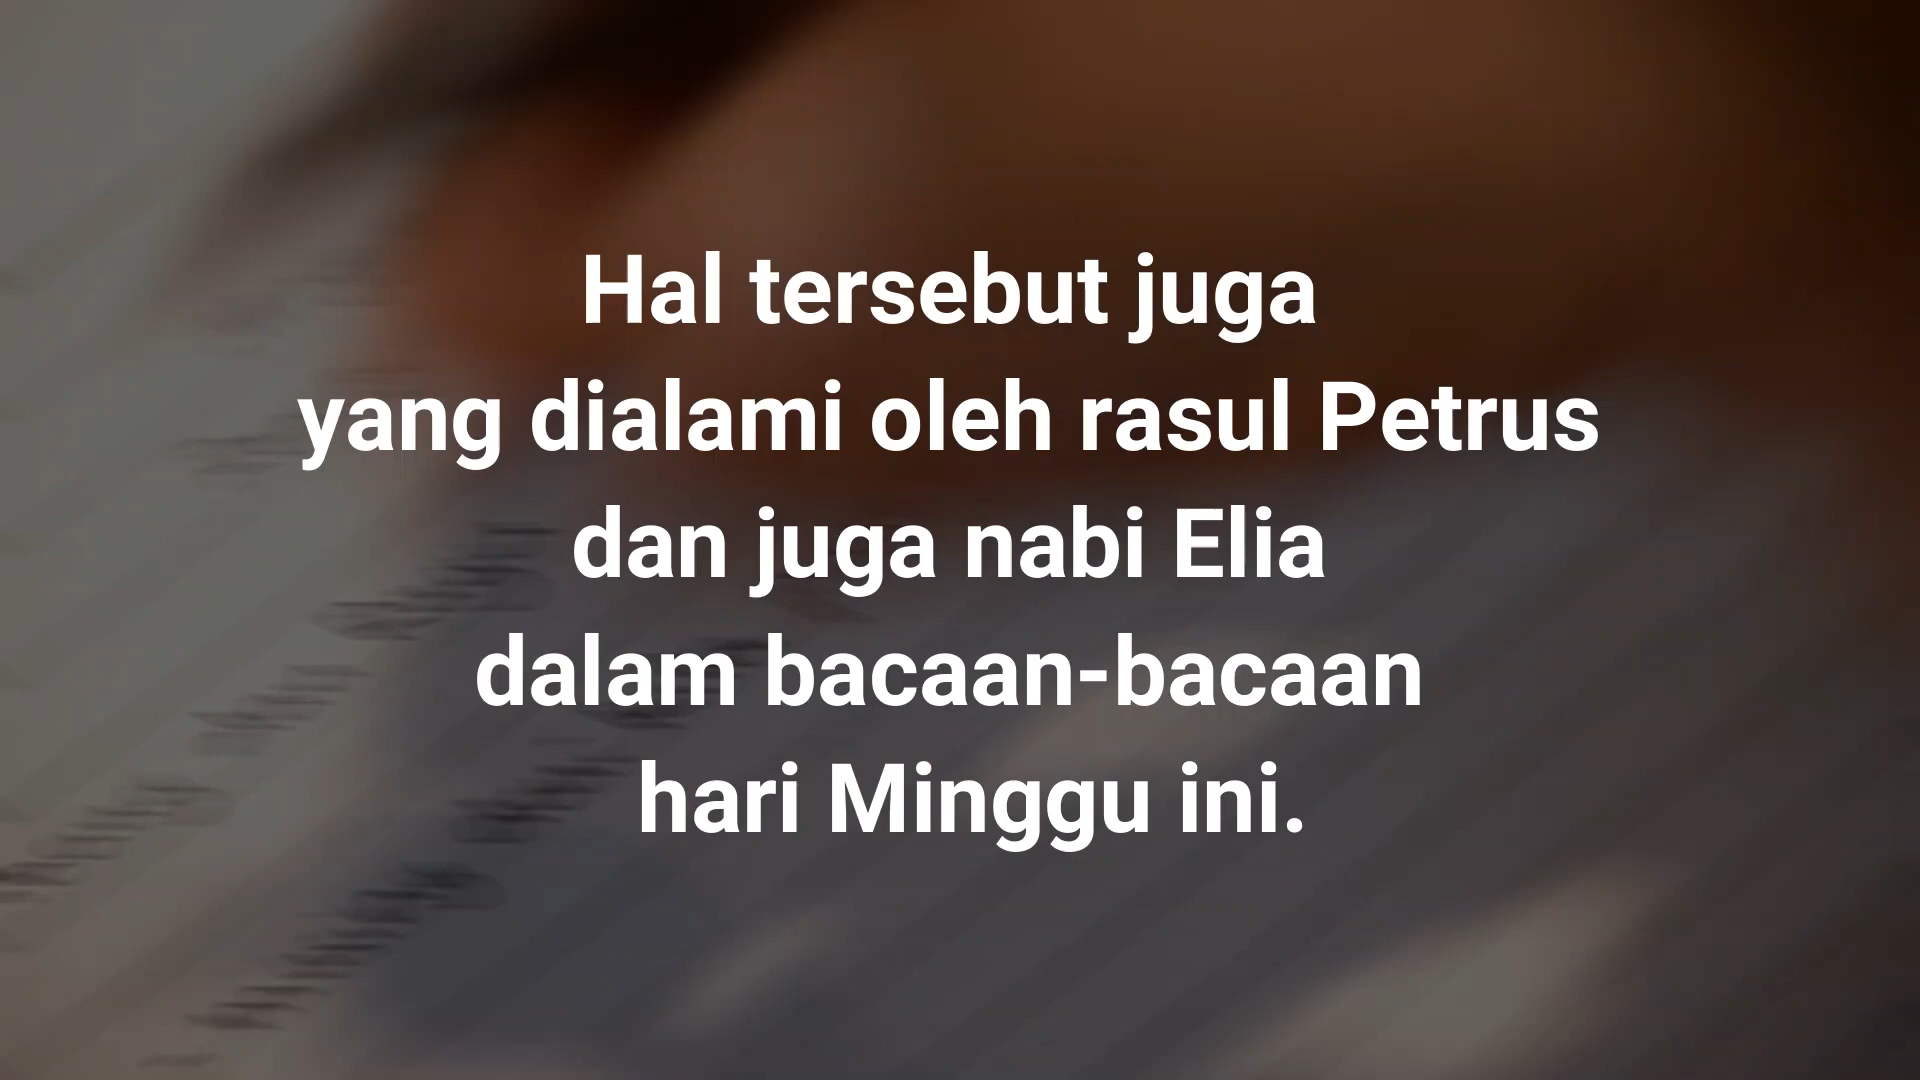 Hal tersebut juga
yang dialami oleh rasul Petrus
dan juga nabi Elia
dalam bacaan-bacaan
hari Minggu ini.